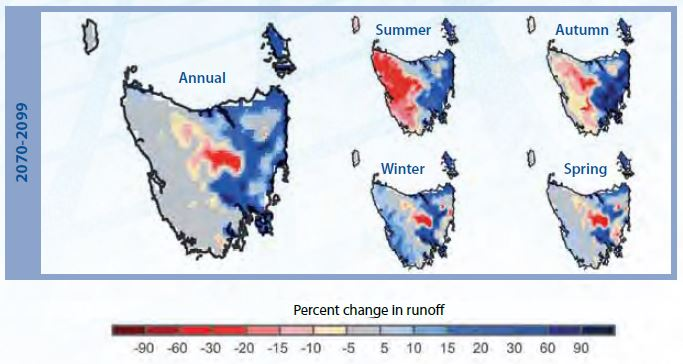 2070-2099
Annual
Summer
Autumn
Winter
Spring
Percent change in runoff
-90 -60 -30 -20 -15 -10 -5 5 10 15 20 30 60 90